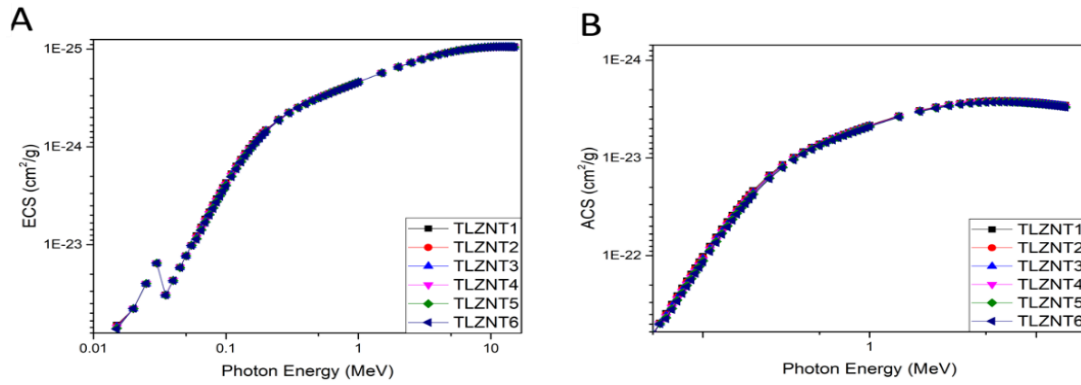 A
1E-25
1E-24
1E-23
ECS (cm²/g)
TLZNT1
TLZNT2
TLZNT3
TLZNT4
TLZNT5
TLZNT6
0.01
0.1
1
10
Photon Energy (MeV)
B
1E-24
1E-23
1E-22
ACS (cm²/g)
TLZNT1
TLZNT2
TLZNT3
TLZNT4
TLZNT5
TLZNT6
1
Photon Energy (MeV)